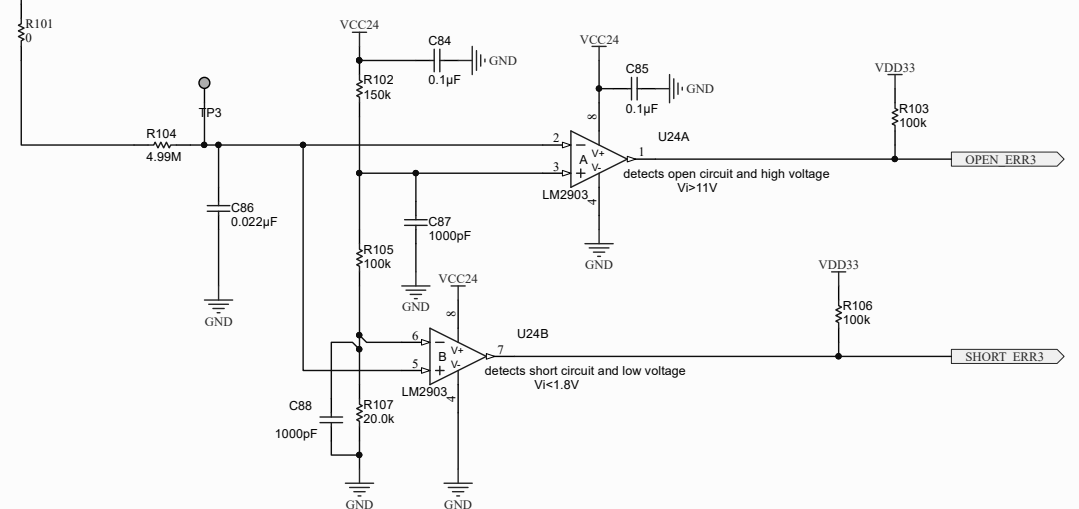 R101
0
VCC24
C84
0.1µF
GND
R102
150k
VCC24
C85
0.1µF
GND
VDD33
R103
100k
TP3
R104
4.99M
8
2
3
A
V+
V-
1
U24A
OPEN_ERR3
detects open circuit and high voltage
Vi>11V
LM2903
4
GND
C86
0.022µF
GND
C87
1000pF
GND
R105
100k
VCC24
8
VDD33
R106
100k
6
5
B
V+
V-
7
U24B
SHORT_ERR3
detects short circuit and low voltage
Vi<1.8V
LM2903
4
C88
1000pF
R107
20.0k
GND
GND